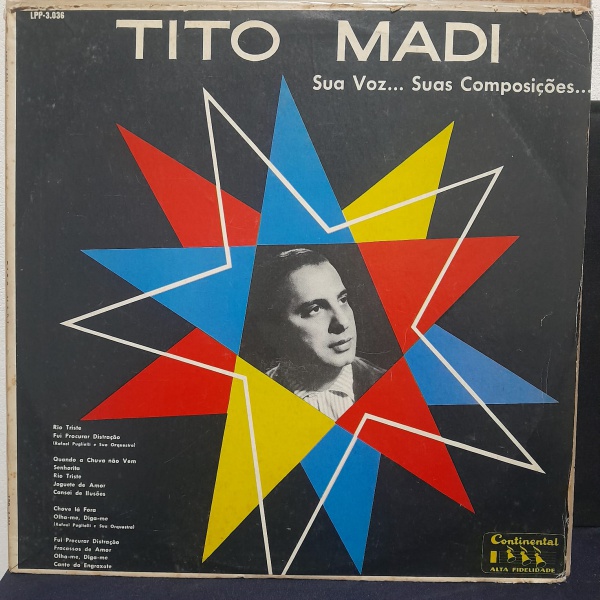 LPP-3.036
TITO MADI
Sua Voz... Suas Composições...
Rio Triste
Fui Procurar Distração
(Rafael Puglielli e Sua Orquestra)
Quando a Chuva não Vem
Senhorita
Rio Triste
Joguete do Amor
Cansei de Ilusões
Chove lá Fora
Olha-me, Diga-me
(Rafael Puglielli e Sua Orquestra)
Fui Procurar Distração
Fracassos de Amor
Olha-me, Diga-me
Canto do Engraxate
Continental
ALTA FIDELIDADE